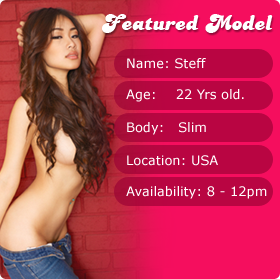 Featured Model
Name: Steff
Age: 22 Yrs old.
Body: Slim
Location: USA
Availability: 8 - 12pm